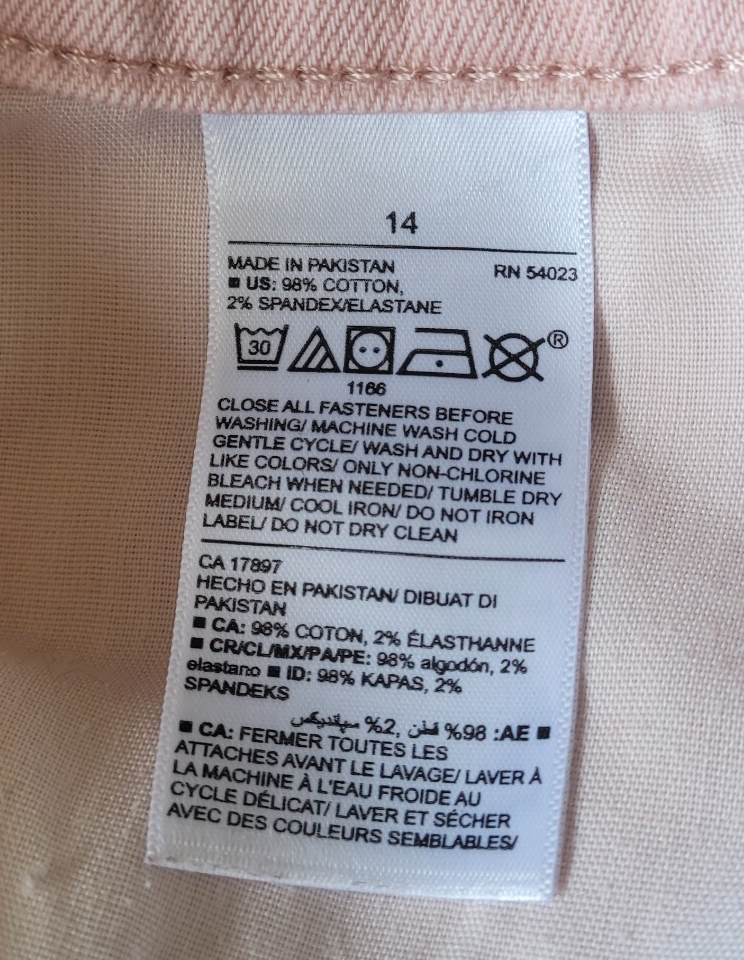 14
MADE IN PAKISTAN RN 54023
■ US: 98% COTTON,
2% SPANDEX/ELASTANE
30 ®
1166
CLOSE ALL FASTENERS BEFORE
WASHING/ MACHINE WASH COLD
GENTLE CYCLE/ WASH AND DRY WITH
LIKE COLORS/ ONLY NON-CHLORINE
BLEACH WHEN NEEDED/ TUMBLE DRY
MEDIUM/ COOL IRON/ DO NOT IRON
LABEL/ DO NOT DRY CLEAN
CA 17897
HECHO EN PAKISTAN/ DIBUAT DI
PAKISTAN
■ CA: 98% COTON, 2% ÉLASTHANNE
■ CR/CL/MX/PA/PE: 98% algodón, 2%
elastano ■ ID: 98% KAPAS, 2%
SPANDEKS
■ AE: 98% قطن, 2% سپانديكس
■ CA: FERMER TOUTES LES
ATTACHES AVANT LE LAVAGE/ LAVER À
LA MACHINE À L'EAU FROIDE AU
CYCLE DÉLICAT/ LAVER ET SÉCHER
AVEC DES COULEURS SEMBLABLES/